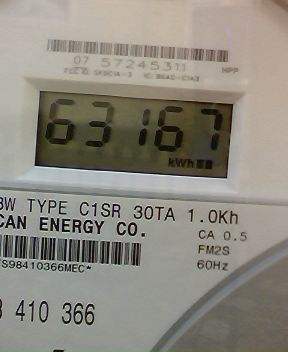 07 57245311
HPP
63167
kWh
3W TYPE C1SR 30TA 1.0Kh
CAN ENERGY CO.
CA 0.5
FM2S
S98410366MEC*
60Hz
410 366